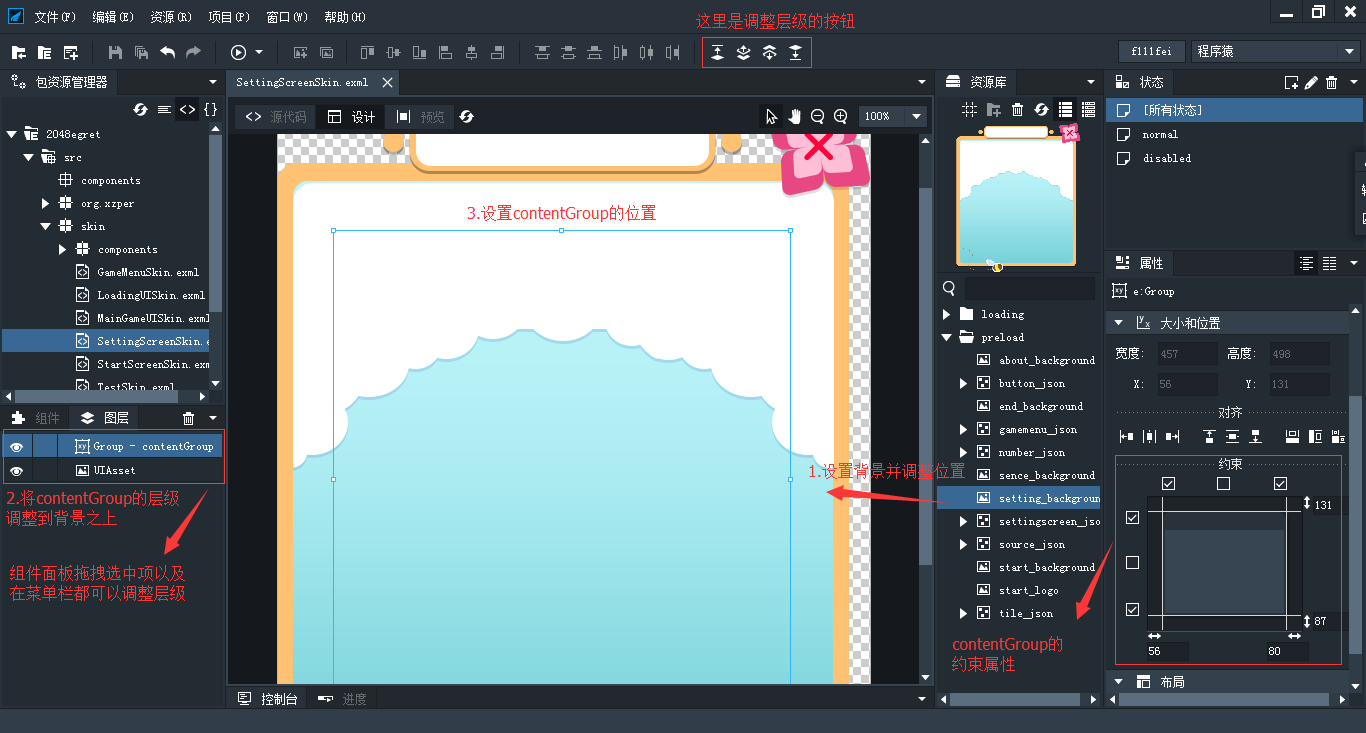 文件(F) 编辑(E) 资源(R) 项目(P) 窗口(W) 帮助(H)
这里是调整层级的按钮
f111fei 程序猿
包资源管理器
SettingScreenSkin.exml
资源库
状态
源代码 设计 预览
100%
[所有状态]
normal
disabled
2048egret
src
components
org.xzper
skin
components
GameMenuSkin.exml
LoadingUISkin.exml
MainGameUISkin.exml
SettingScreenSkin.e
StartScreenSkin.exm
TestSkin.exml
3.设置contentGroup的位置
组件 图层
Group - contentGroup
UIAsset
2.将contentGroup的层级
调整到背景之上
组件面板拖拽选中项以及
在菜单栏都可以调整层级
1.设置背景并调整位置
loading
preload
about_background
button_json
end_background
gamemenu_json
number_json
sence_background
setting_backgroun
settingscreen_jso
source_json
start_background
start_logo
tile_json
contentGroup的
约束属性
属性
e:Group
大小和位置
宽度: 457 高度: 498
X: 56 Y: 131
对齐
约束
131
87
56 80
布局
控制台 进度